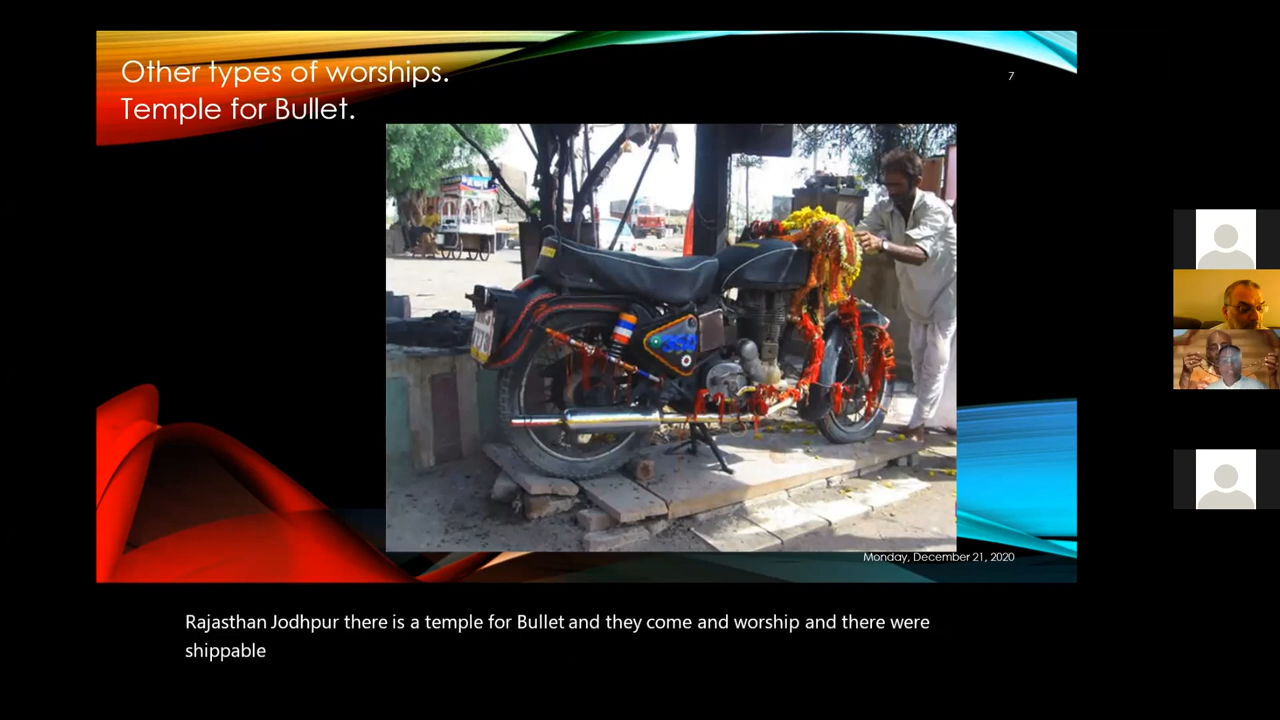 Other types of worships.
Temple for Bullet.
7
350
Monday, December 21, 2020
Rajasthan Jodhpur there is a temple for Bullet and they come and worship and there were
shippable